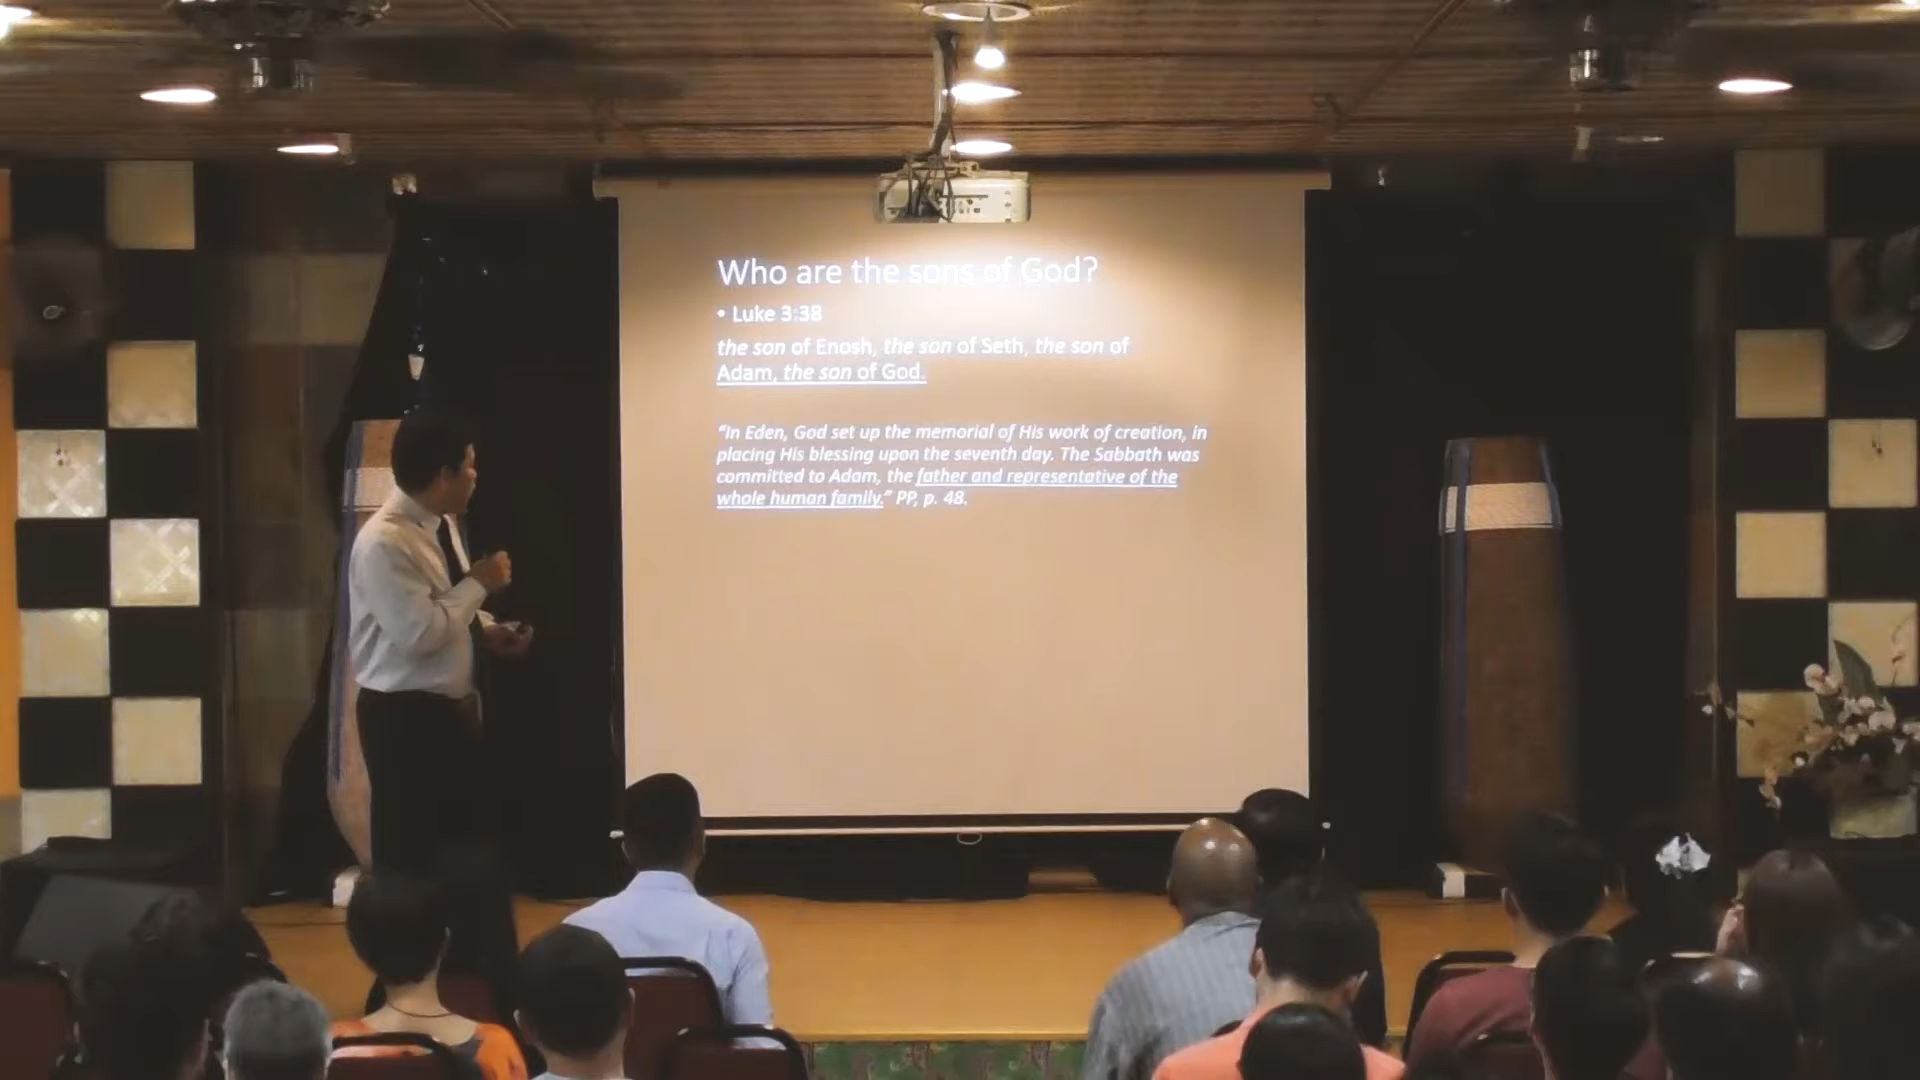 Who are the sons of God?
• Luke 3:38
the son of Enosh, the son of Seth, the son of
Adam, the son of God.
“In Eden, God set up the memorial of His work of creation, in
placing His blessing upon the seventh day. The Sabbath was
committed to Adam, the father and representative of the
whole human family.” PP, p. 48.